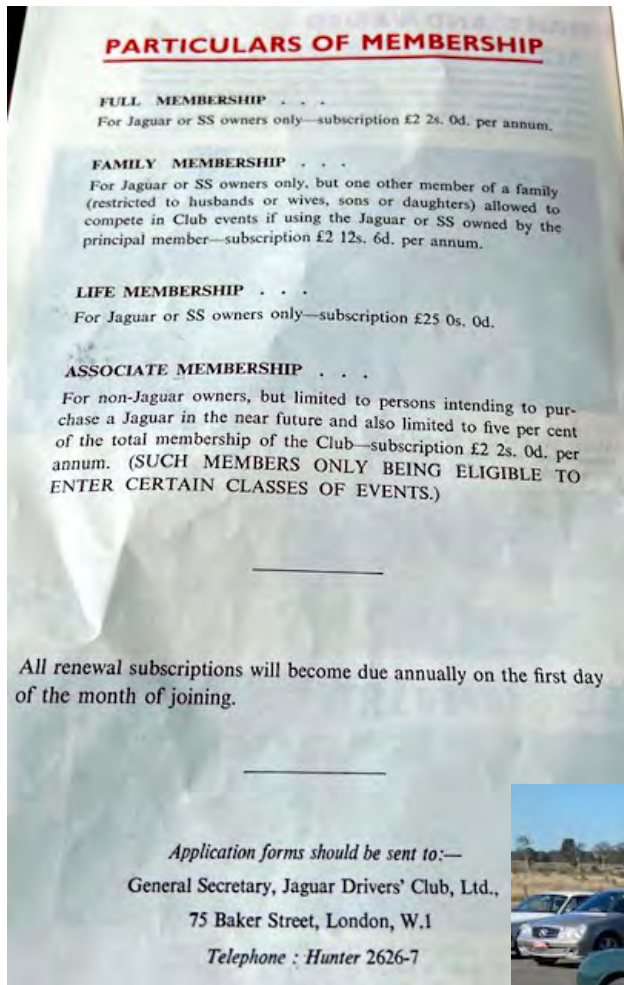 PARTICULARS OF MEMBERSHIP
FULL MEMBERSHIP . . .
For Jaguar or SS owners only—subscription £2 2s. 0d. per annum.
FAMILY MEMBERSHIP . . .
For Jaguar or SS owners only, but one other member of a family
(restricted to husbands or wives, sons or daughters) allowed to
compete in Club events if using the Jaguar or SS owned by the
principal member—subscription £2 12s. 6d. per annum.
LIFE MEMBERSHIP . . .
For Jaguar or SS owners only—subscription £25 0s. 0d.
ASSOCIATE MEMBERSHIP . . .
For non-Jaguar owners, but limited to persons intending to pur-
chase a Jaguar in the near future and also limited to five per cent
of the total membership of the Club—subscription £2 2s. 0d. per
annum. (SUCH MEMBERS ONLY BEING ELIGIBLE TO
ENTER CERTAIN CLASSES OF EVENTS.)
All renewal subscriptions will become due annually on the first day
of the month of joining.
Application forms should be sent to:—
General Secretary, Jaguar Drivers' Club, Ltd.,
75 Baker Street, London, W.1
Telephone : Hunter 2626-7